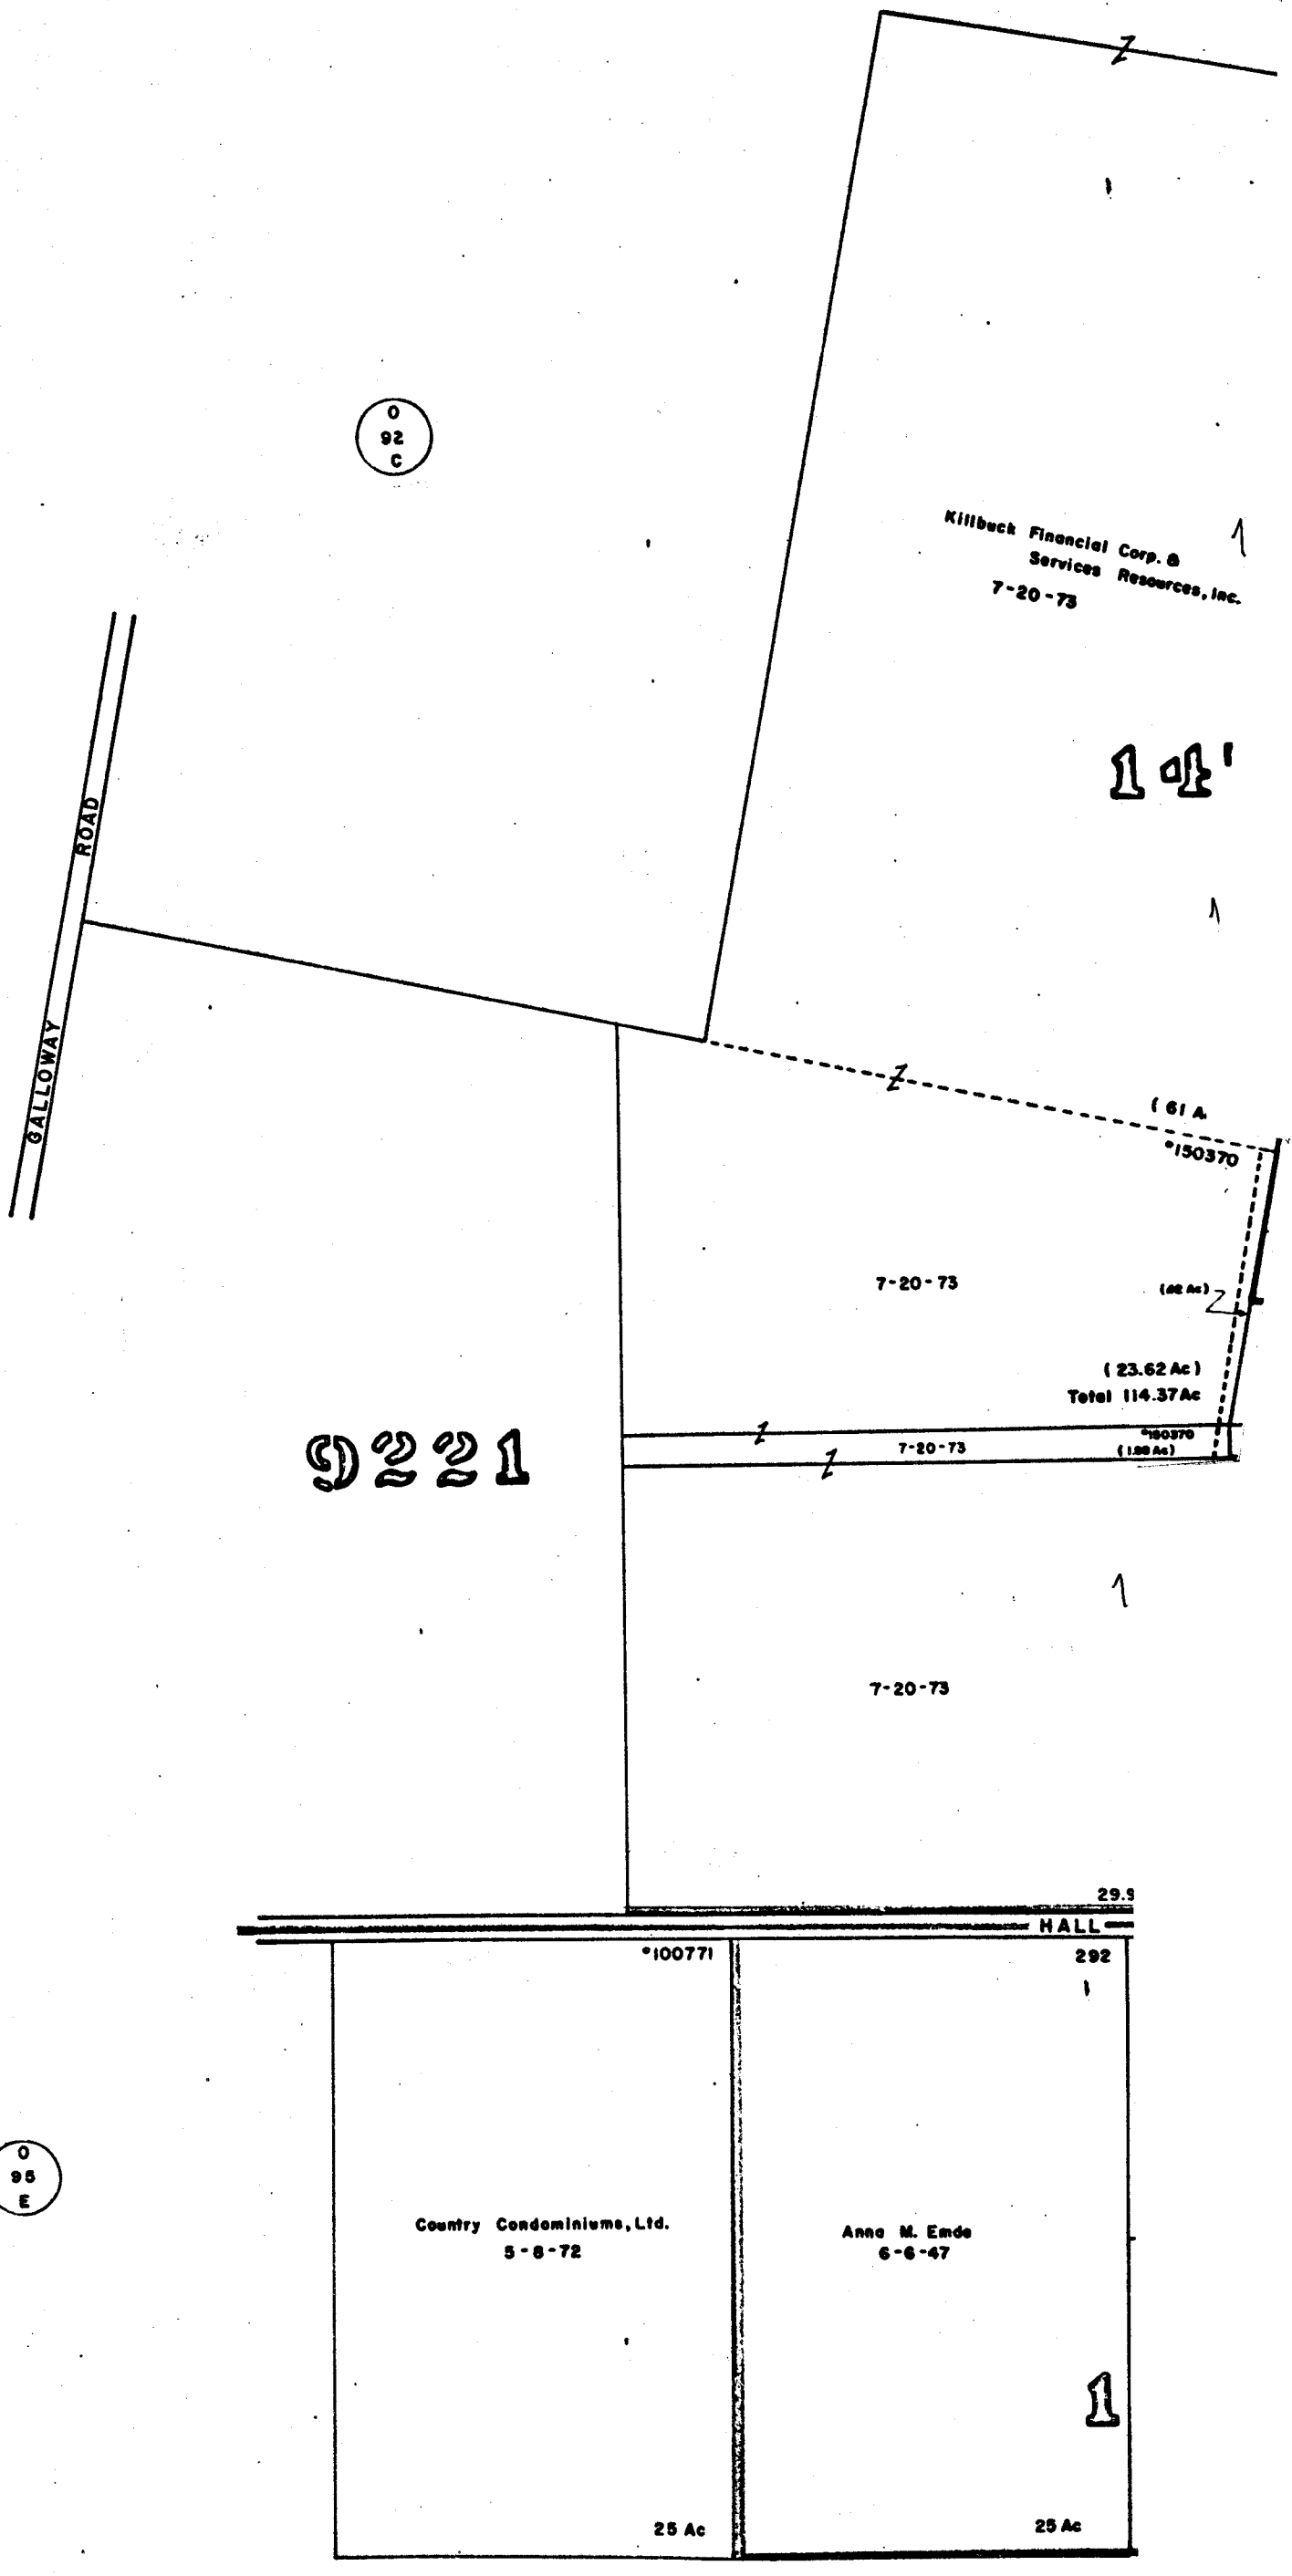 O
92
C
Killbuck Financial Corp. &
Services Resources, Inc.
7-20-73
14
GALLOWAY ROAD
( 61 A.
*150370
7-20-73
( 23.62 Ac )
Total 114.37 Ac
9221
7-20-73
*150370
7-20-73
29.9
HALL
*100771
292
O
95
E
Country Condominiums, Ltd.
5-8-72
Anna M. Emde
6-6-47
1
25 Ac
25 Ac